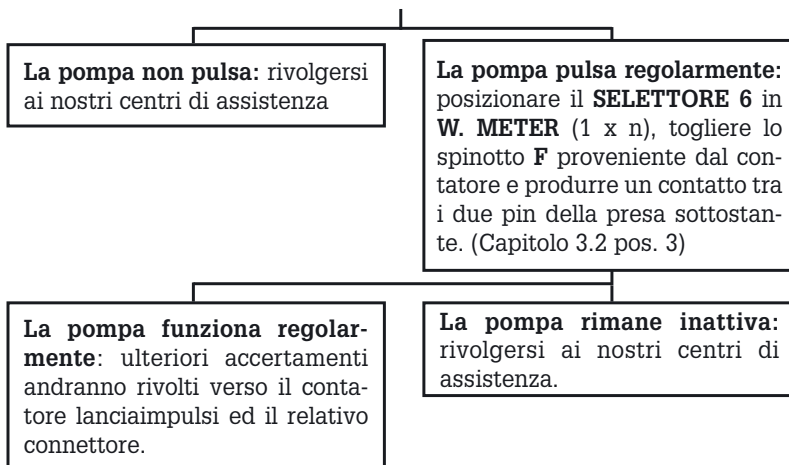 La pompa non pulsa: rivolgersi
ai nostri centri di assistenza
La pompa pulsa regolarmente:
posizionare il SELETTORE 6 in
W. METER (1 x n), togliere lo
spinotto F proveniente dal con-
tatore e produrre un contatto tra
i due pin della presa sottostan-
te. (Capitolo 3.2 pos. 3)
La pompa funziona regolar-
mente: ulteriori accertamenti
andranno rivolti verso il conta-
tore lanciaimpulsi ed il relativo
connettore.
La pompa rimane inattiva:
rivolgersi ai nostri centri di
assistenza.